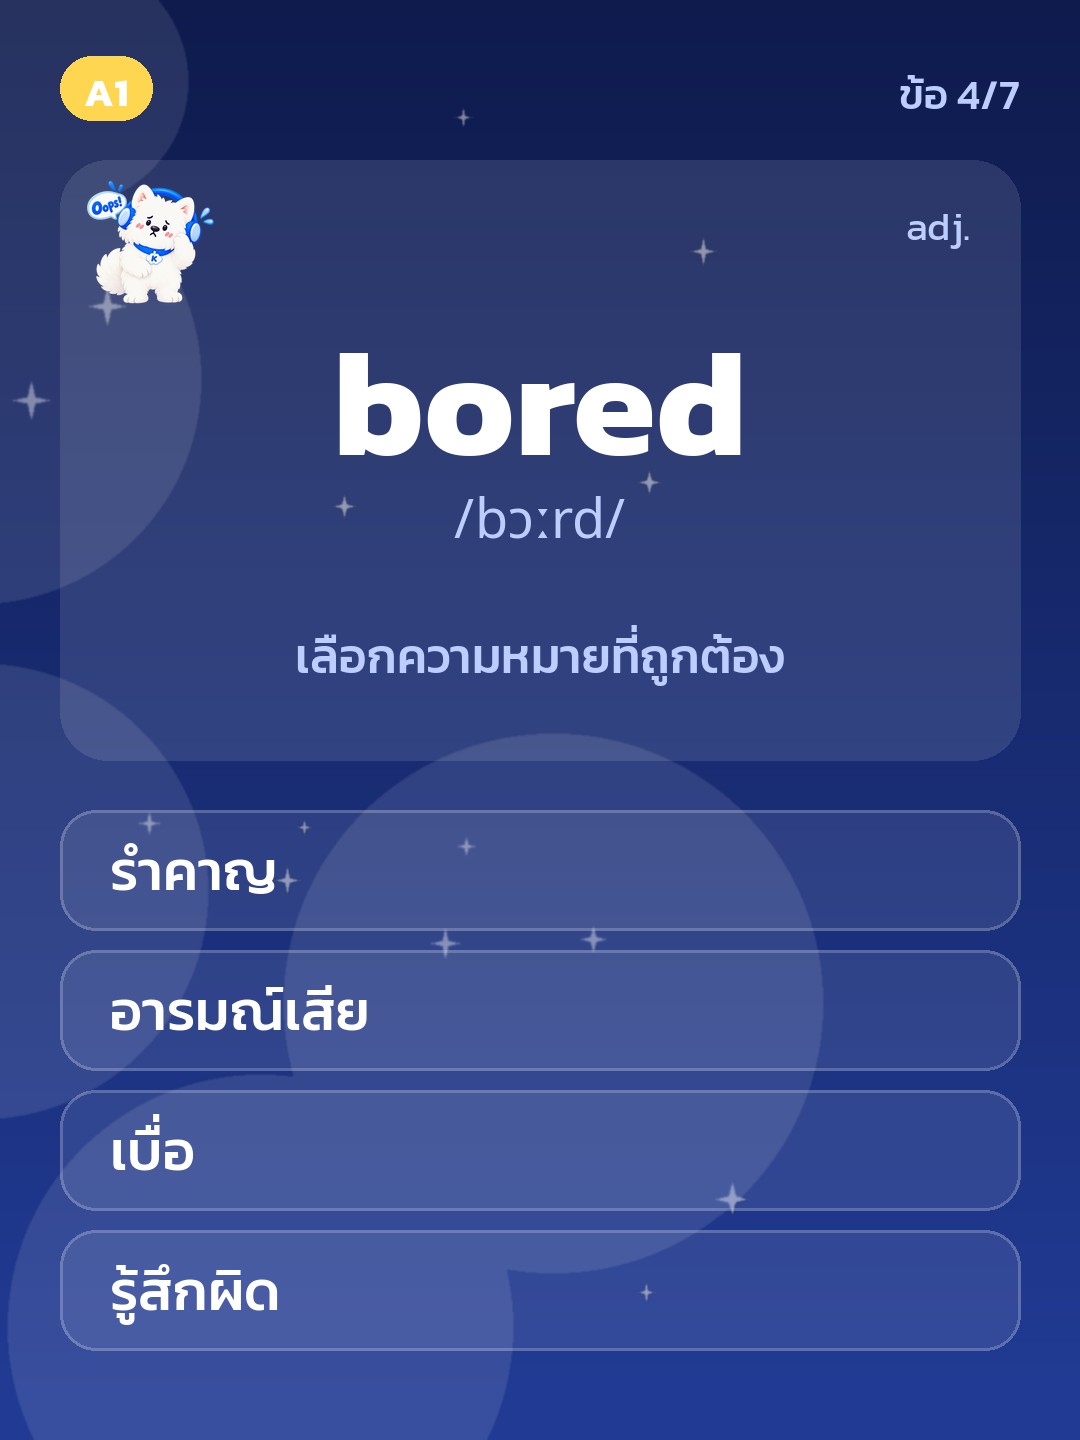 A1
ข้อ 4/7
Oops!
adj.
K
bored
/bɔːrd/
เลือกความหมายที่ถูกต้อง
รำคาญ
อารมณ์เสีย
เบื่อ
รู้สึกผิด